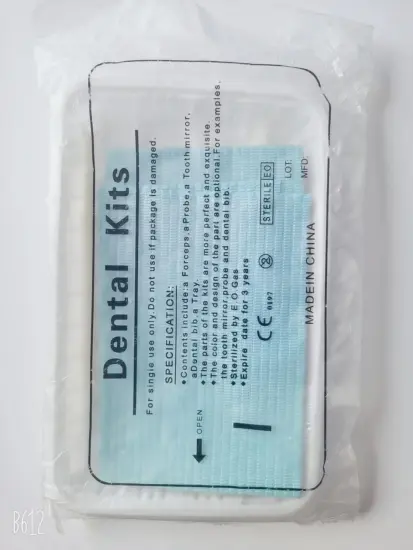 Dental Kits
For single use only.Do not use if package is damaged.
SPECIFICATION:
•Contents include:a Forceps,a Probe,a Tooth mirror,
aDental bib,a Tray.
•The parts of the kits are more perfect and exquisite.
•The color and design of the part are optional.For examples,
the tooth mirror,probe and dental bib.
•Sterilized by E.O.Gas
•Expire date for 3 years
CE 0197
STERILE EO
LOT.
MFD.
MADEIN CHINA
OPEN
B612